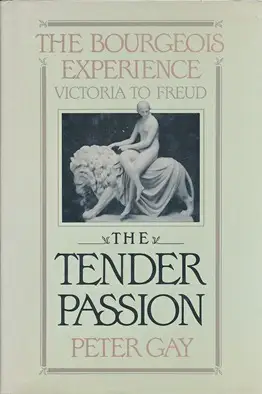 THE BOURGEOIS
EXPERIENCE
VICTORIA TO FREUD
THE
TENDER
PASSION
PETER GAY